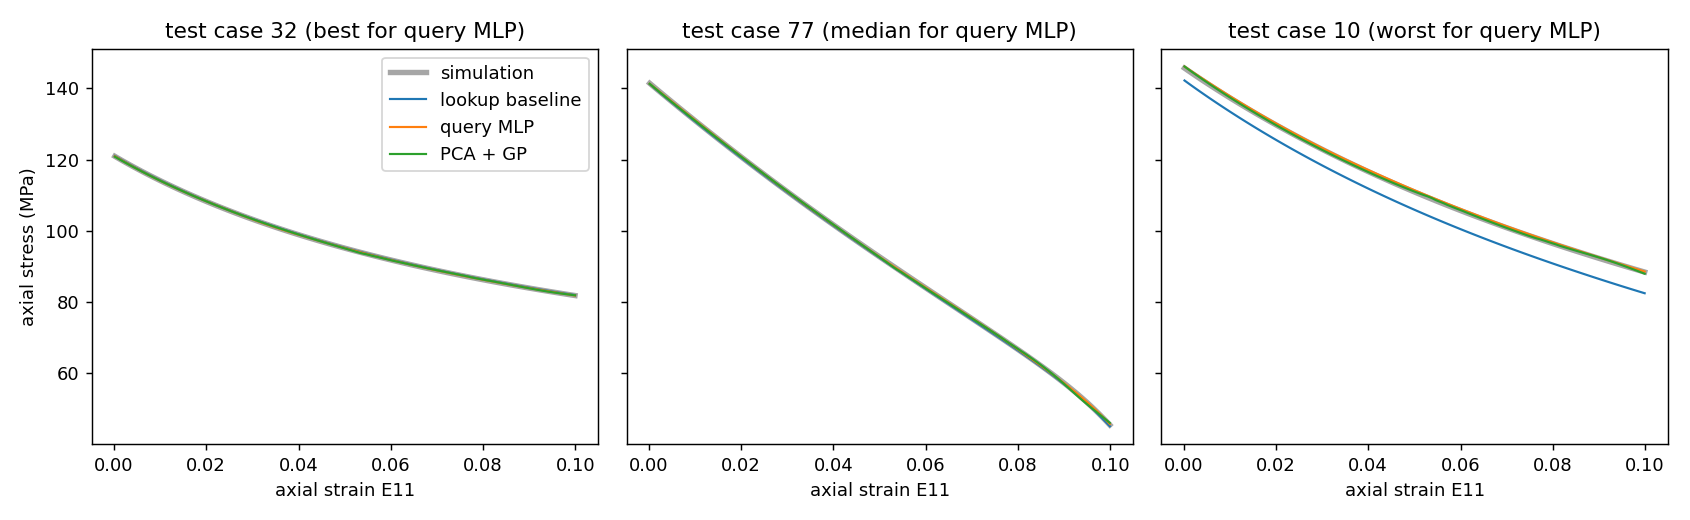 test case 32 (best for query MLP)
test case 77 (median for query MLP)
test case 10 (worst for query MLP)
simulation
lookup baseline
query MLP
PCA + GP
axial stress (MPa)
140
120
100
80
60
0.00 0.02 0.04 0.06 0.08 0.10
0.00 0.02 0.04 0.06 0.08 0.10
0.00 0.02 0.04 0.06 0.08 0.10
axial strain E11
axial strain E11
axial strain E11